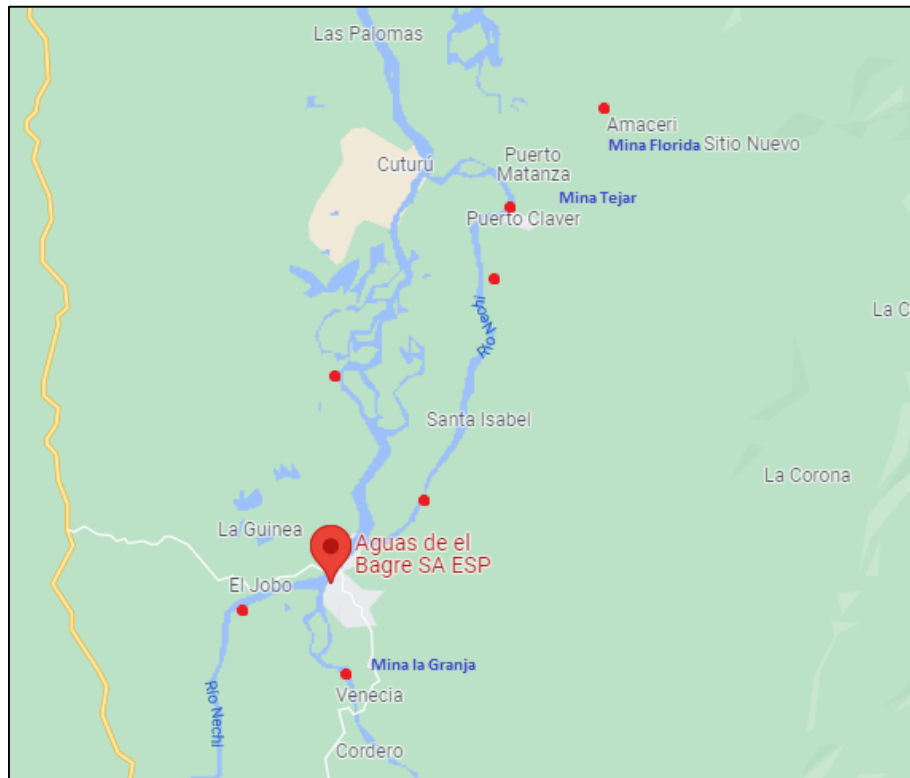 Las Palomas
Amaceri
Mina Florida Sitio Nuevo
Cuturú
Puerto
Matanza
Mina Tejar
Puerto Claver
Río Nechí
La C
Santa Isabel
La Corona
La Guinea
Aguas de el
Bagre SA ESP
El Jobo
Mina la Granja
Río Nechí
Venecia
Cordero